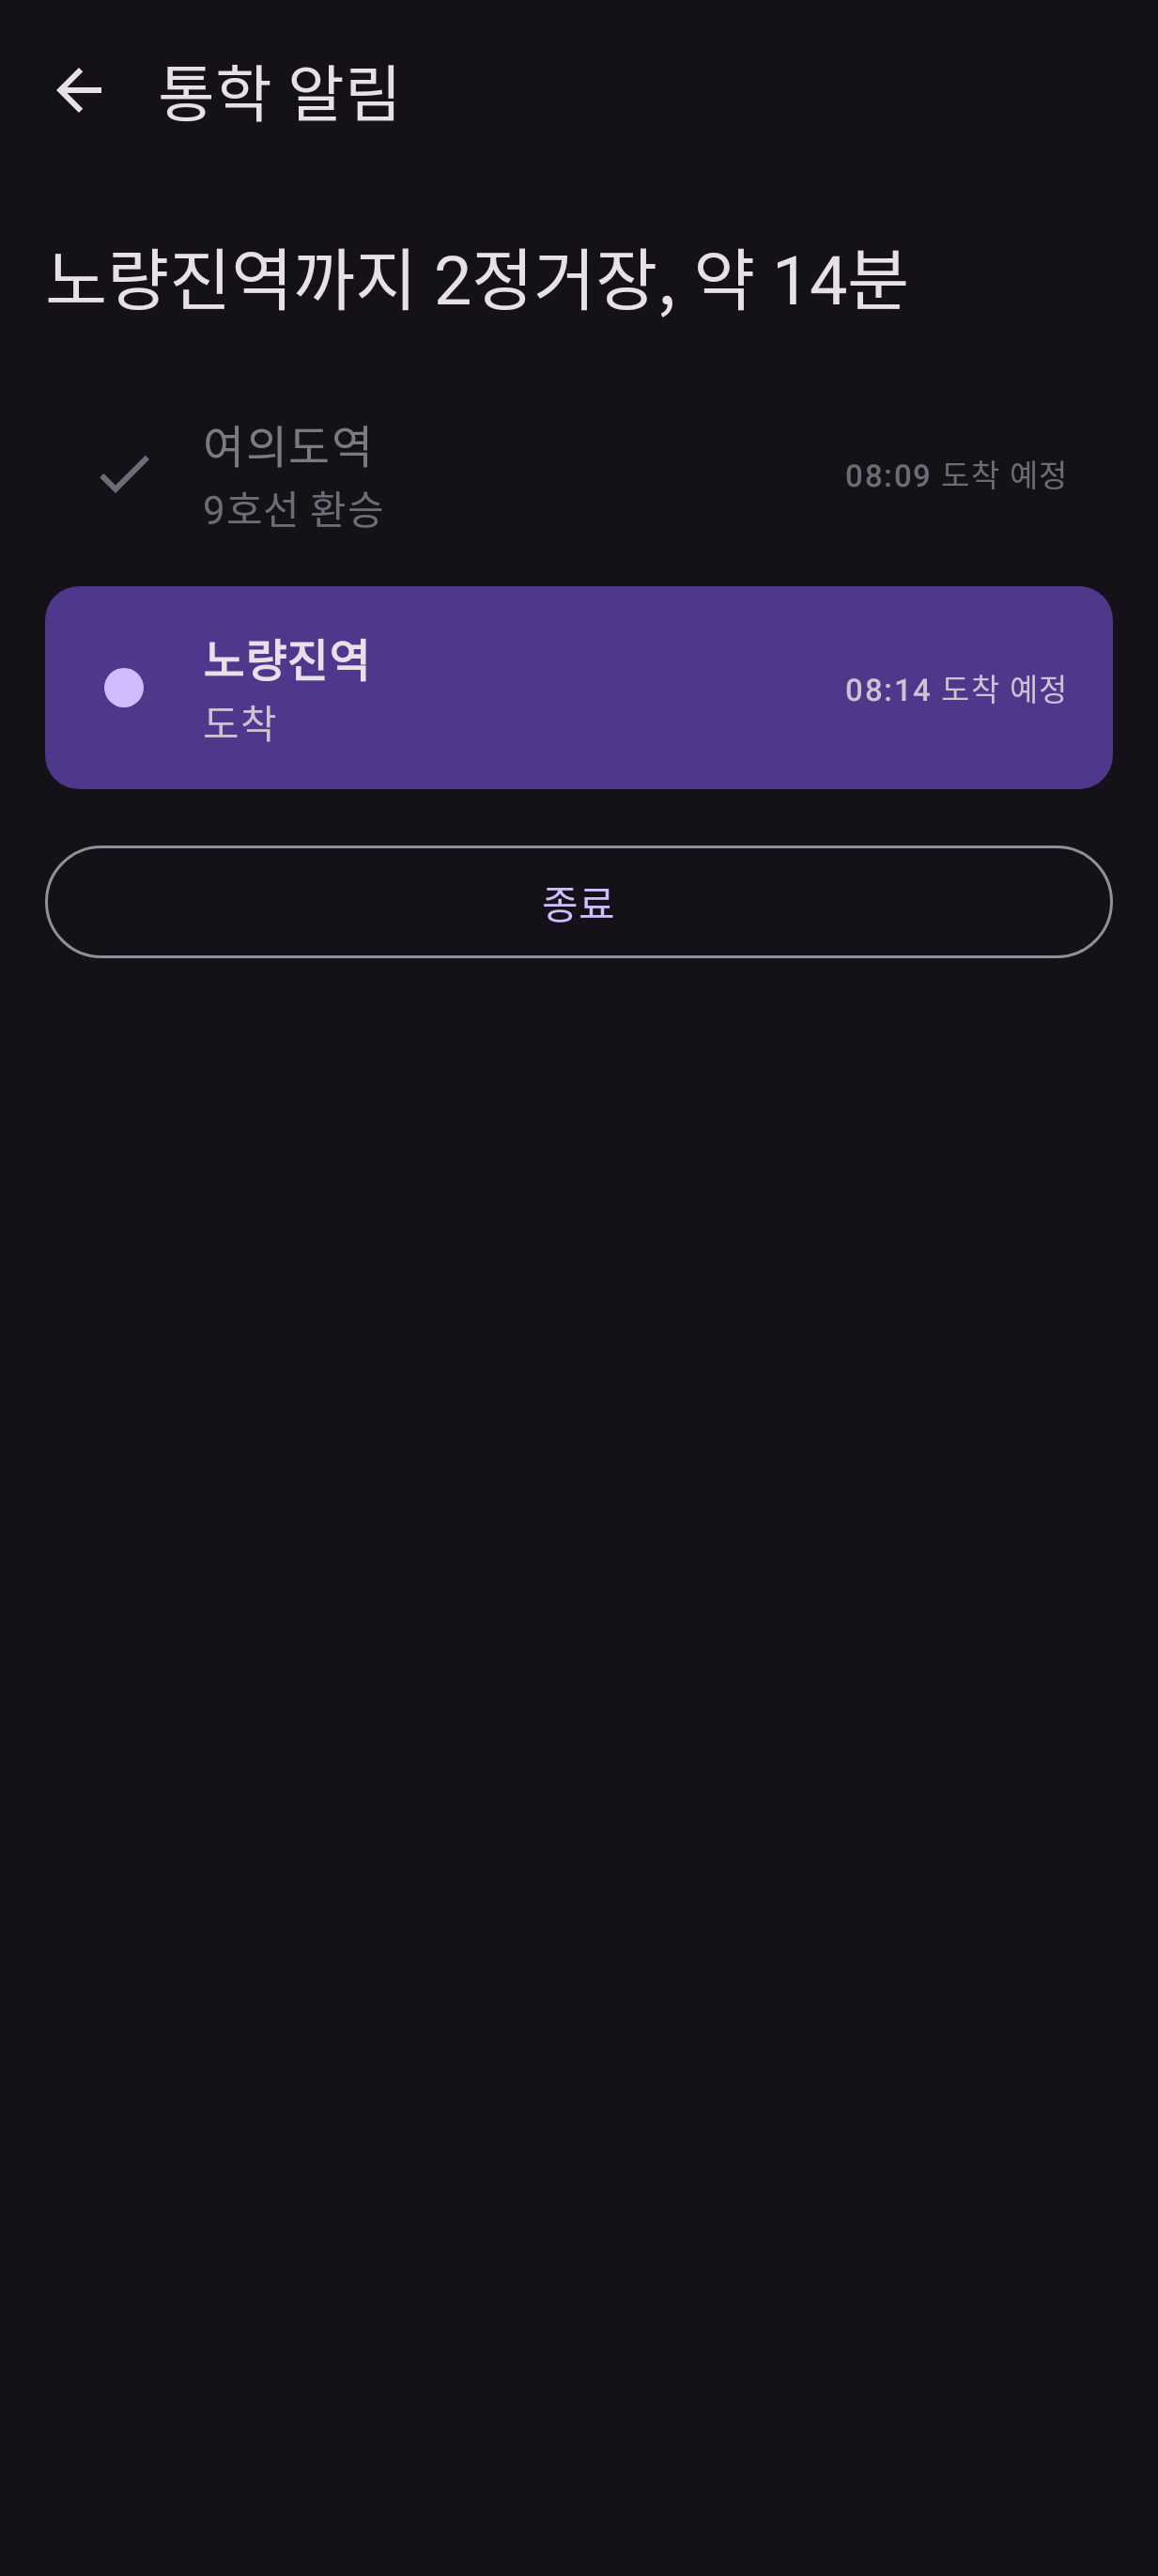 통학 알림
노량진역까지 2정거장, 약 14분
여의도역
9호선 환승
08:09 도착 예정
노량진역
도착
08:14 도착 예정
종료